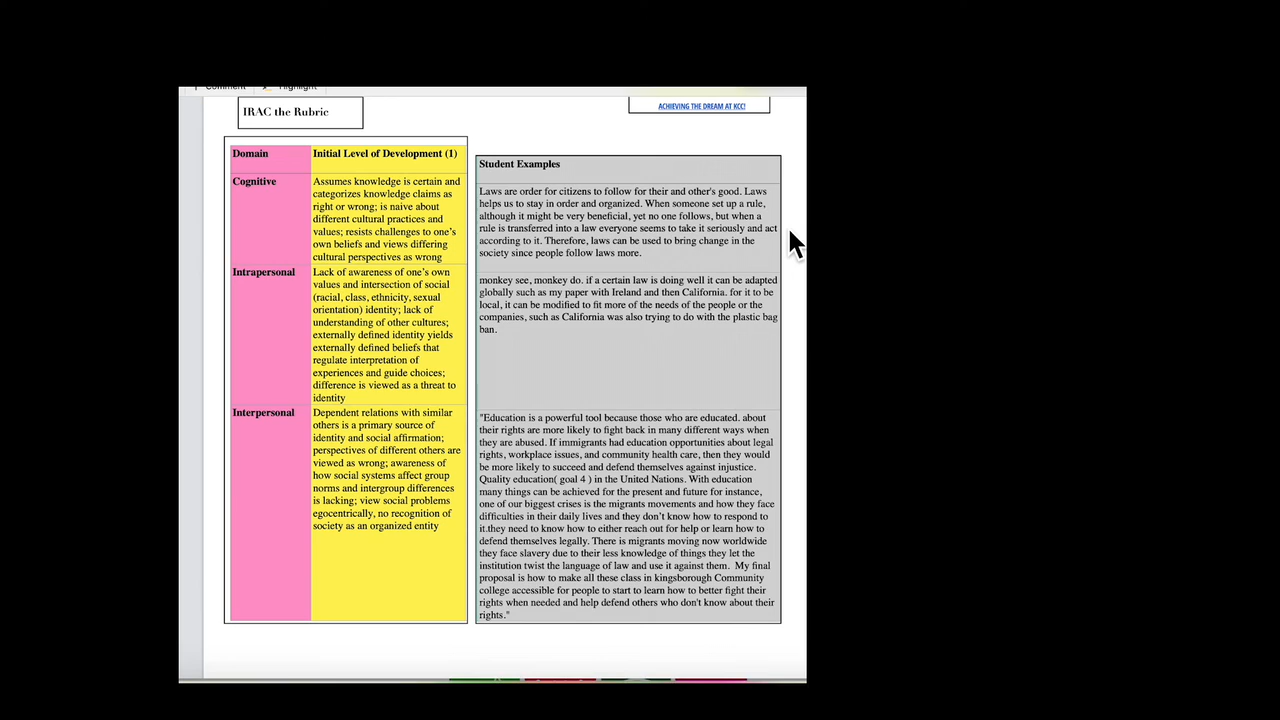 Comment Highlight
IRAC the Rubric
ACHIEVING THE DREAM AT KCC!
Domain
Initial Level of Development (1)
Cognitive
Assumes knowledge is certain and
categorizes knowledge claims as
right or wrong; is naive about
different cultural practices and
values; resists challenges to one's
own beliefs and views differing
cultural perspectives as wrong
Intrapersonal
Lack of awareness of one's own
values and intersection of social
(racial, class, ethnicity, sexual
orientation) identity; lack of
understanding of other cultures;
externally defined identity yields
externally defined beliefs that
regulate interpretation of
experiences and guide choices;
difference is viewed as a threat to
identity
Interpersonal
Dependent relations with similar
others is a primary source of
identity and social affirmation;
perspectives of different others are
viewed as wrong; awareness of
how social systems affect group
norms and intergroup differences
is lacking; view social problems
egocentrically, no recognition of
society as an organized entity
Student Examples
Laws are order for citizens to follow for their and other's good. Laws
helps us to stay in order and organized. When someone set up a rule,
although it might be very beneficial, yet no one follows, but when a
rule is transferred into a law everyone seems to take it seriously and act
according to it. Therefore, laws can be used to bring change in the
society since people follow laws more.
monkey see, monkey do. if a certain law is doing well it can be adapted
globally such as my paper with Ireland and then California. for it to be
local, it can be modified to fit more of the needs of the people or the
companies, such as California was also trying to do with the plastic bag
ban.
"Education is a powerful tool because those who are educated. about
their rights are more likely to fight back in many different ways when
they are abused. If immigrants had education opportunities about legal
rights, workplace issues, and community health care, then they would
be more likely to succeed and defend themselves against injustice.
Quality education( goal 4 ) in the United Nations. With education
many things can be achieved for the present and future for instance,
one of our biggest crises is the migrants movements and how they face
difficulties in their daily lives and they don't know how to respond to
it.they need to know how to either reach out for help or learn how to
defend themselves legally. There is migrants moving now worldwide
they face slavery due to their less knowledge of things they let the
institution twist the language of law and use it against them. My final
proposal is how to make all these class in kingsborough Community
college accessible for people to start to learn how to better fight their
rights when needed and help defend others who don't know about their
rights."